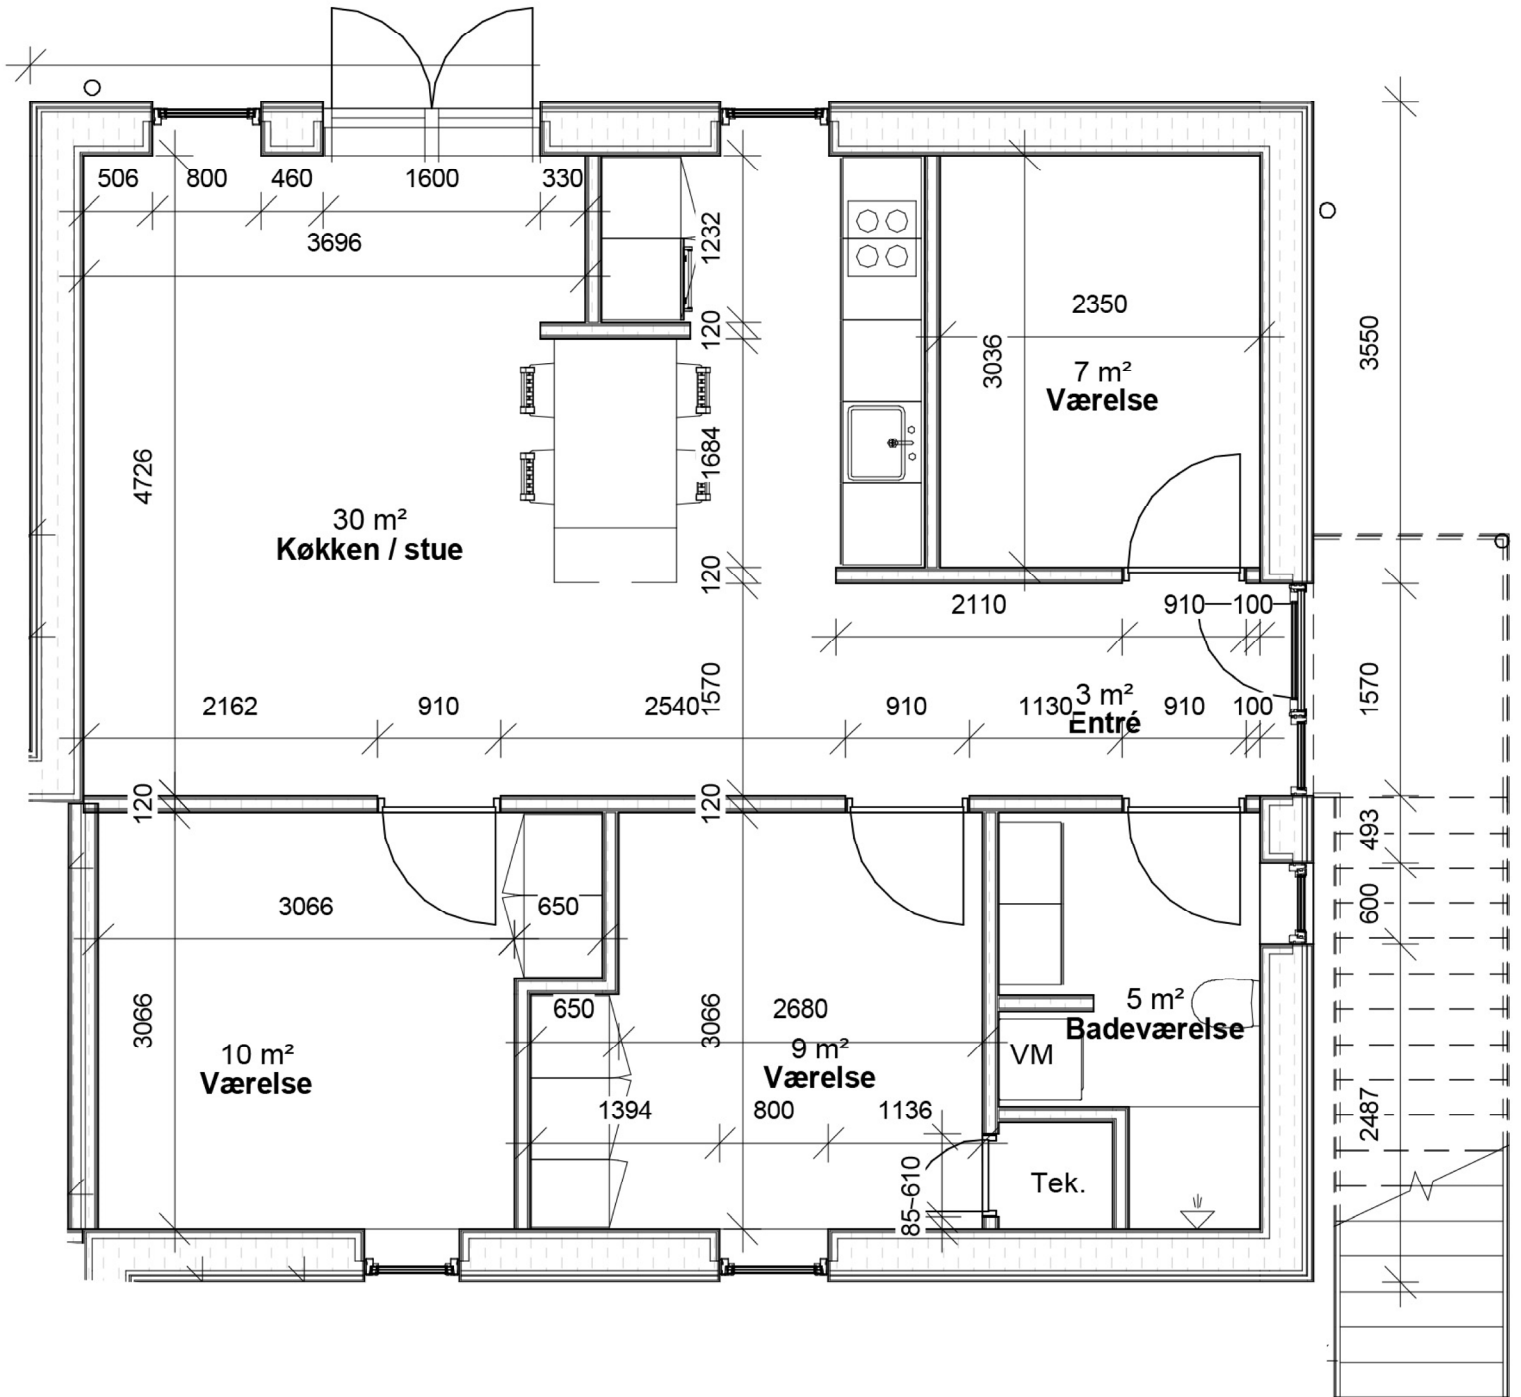 506 800 460 1600 330
3696
1232
120
2350
3036
3550
7 m²
Værelse
4726
1684
30 m²
Køkken / stue
120
2110 910 100
1570
1570
2162 910 2540 910 1130 910 100
3 m²
Entré
120
120
493
600
3066 650
3066
650
3066
2680
5 m²
Badeværelse
VM
10 m²
Værelse
9 m²
Værelse
1394 800 1136
2487
85 610
Tek.